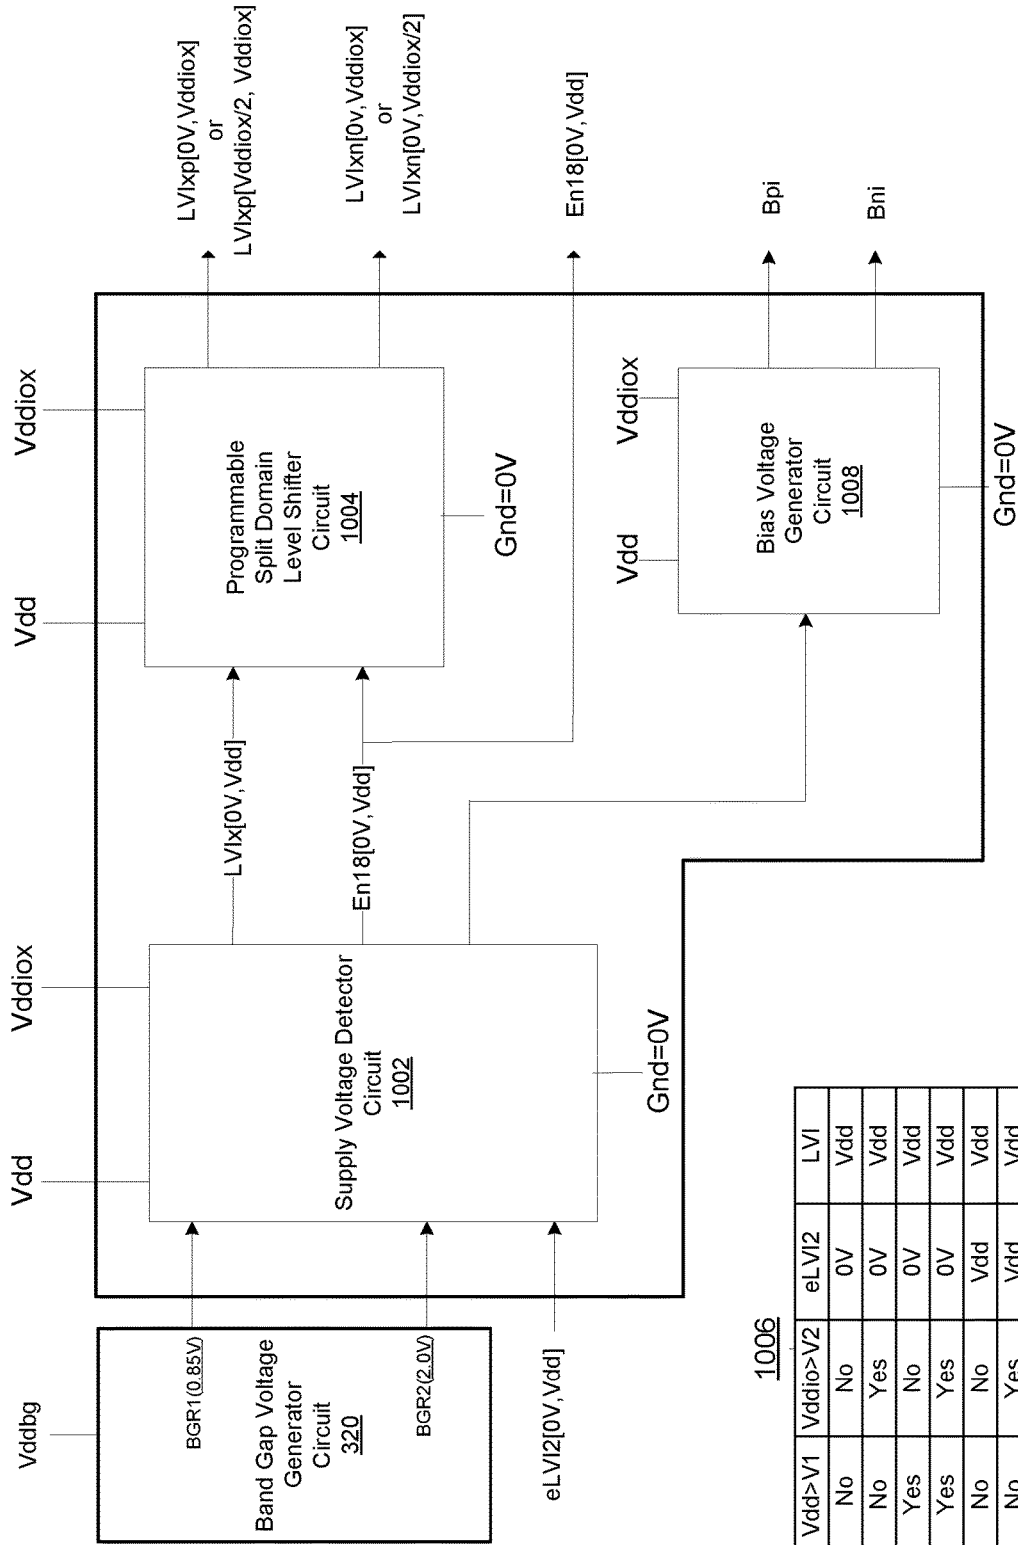 Vddbg
Band Gap Voltage
Generator
Circuit
320
BGR1(0.85V)
BGR2(2.0V)
eLVI2[0V,Vdd]
Vdd
Vddiox
Supply Voltage Detector
Circuit
1002
Gnd=0V
LVIx[0V,Vdd]
En18[0V,Vdd]
Vdd
Vddiox
Programmable
Split Domain
Level Shifter
Circuit
1004
Gnd=0V
Vdd
Vddiox
Bias Voltage
Generator
Circuit
1008
Gnd=0V
LVIxp[0V,Vddiox]
or
LVIxp[Vddiox/2, Vddiox]
LVIxn[0v,Vddiox]
or
LVIxn[0V,Vddiox/2]
En18[0V,Vdd]
Bpi
Bni
1006
Vdd>V1 Vddio>V2 eLVI2 LVI
No No 0V Vdd
No Yes 0V Vdd
Yes No 0V Vdd
Yes Yes 0V Vdd
No No Vdd Vdd
No Yes Vdd Vdd